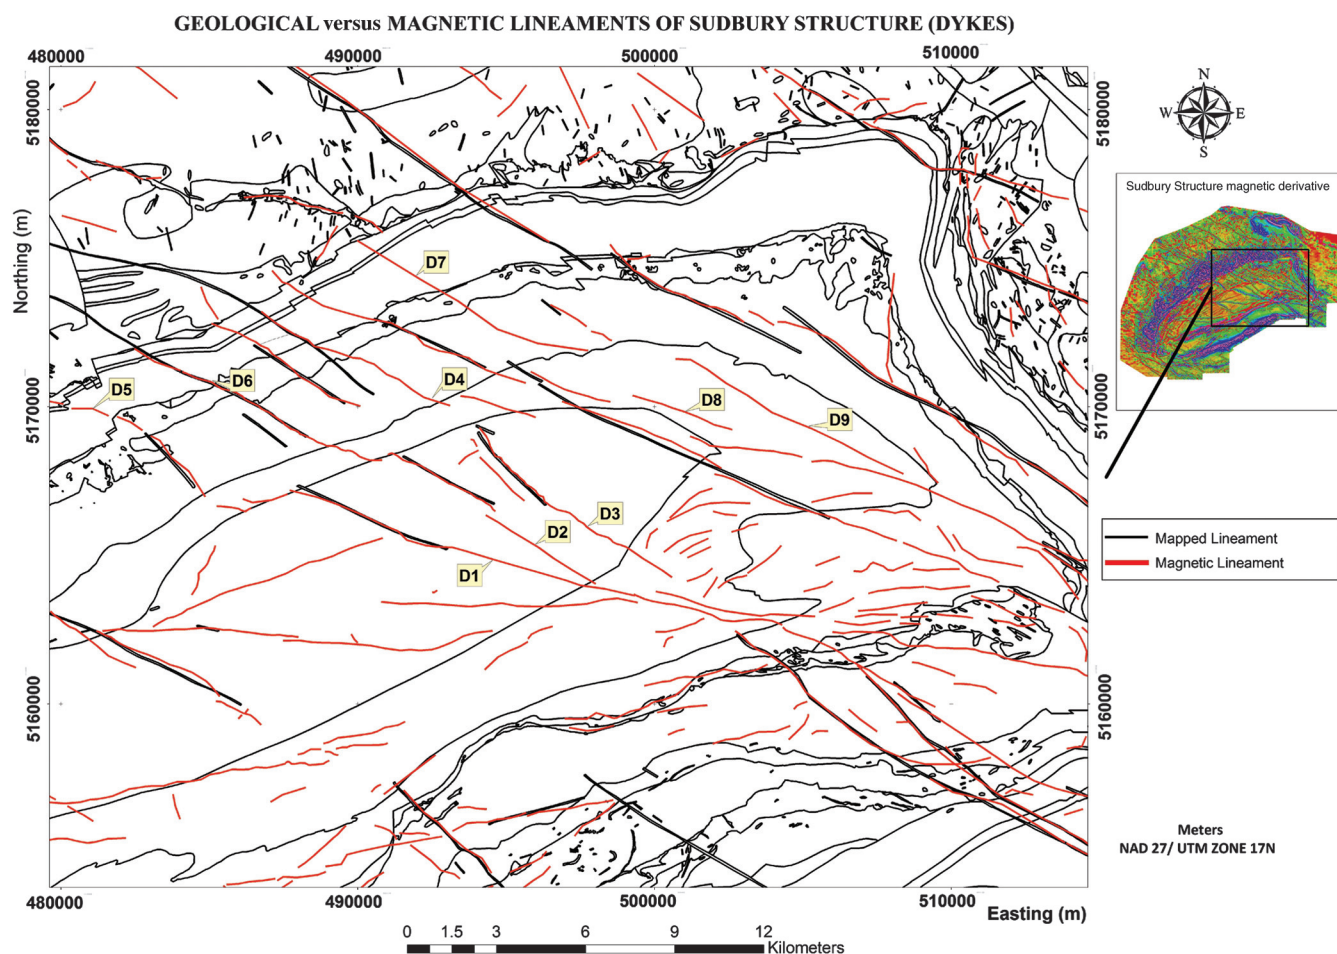 GEOLOGICAL versus MAGNETIC LINEAMENTS OF SUDBURY STRUCTURE (DYKES)
480000
490000
500000
510000
N
W
E
S
5180000
5180000
Sudbury Structure magnetic derivative
Northing (m)
D7
D5
D6
D4
D8
D9
5170000
5170000
D3
D2
D1
Mapped Lineament
Magnetic Lineament
5160000
5160000
Meters
NAD 27/ UTM ZONE 17N
480000
490000
500000
510000
Easting (m)
0 1.5 3 6 9 12
Kilometers